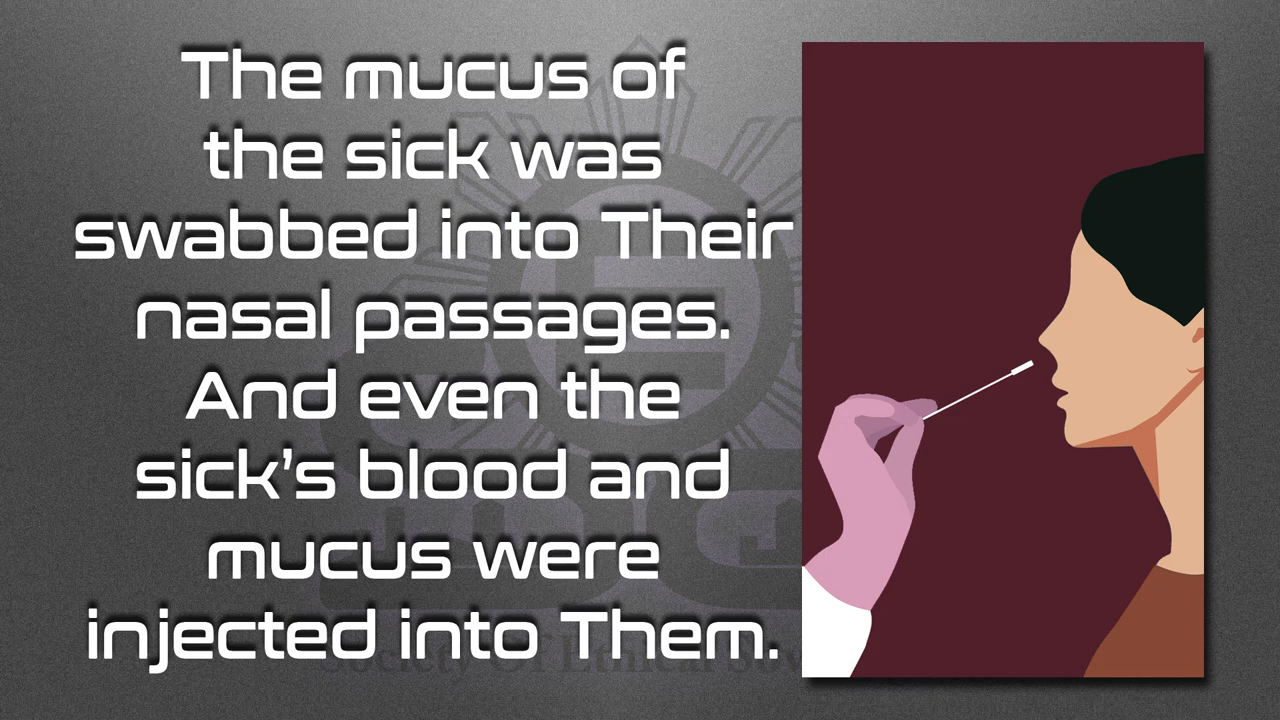 The mucus of
the sick was
swabbed into Their
nasal passages.
And even the
sick's blood and
mucus were
injected into Them.